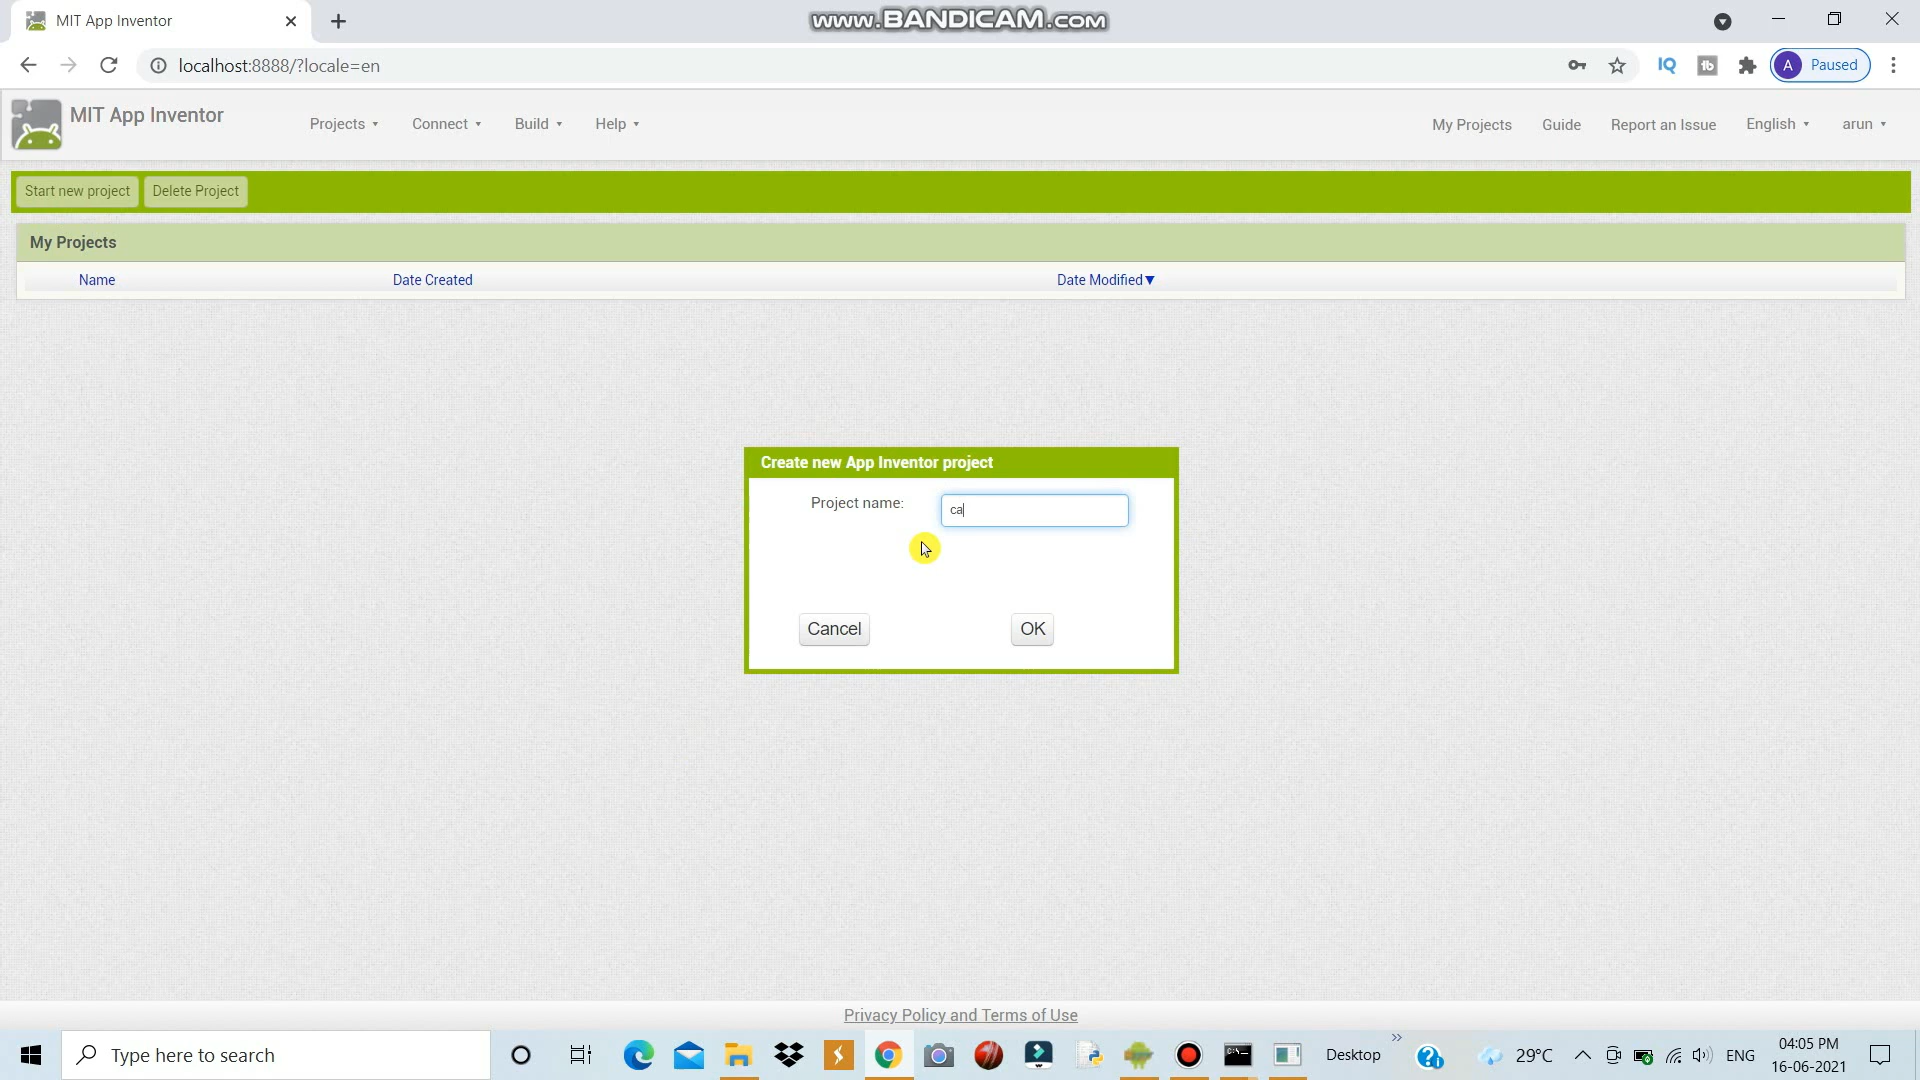 MIT App Inventor
www.BANDICAM.com
localhost:8888/?locale=en
IQ
tb
A Paused
MIT App Inventor
Projects Connect Build Help
My Projects Guide Report an Issue English arun
Start new project Delete Project
My Projects
Name Date Created Date Modified▼
Create new App Inventor project
Project name: ca
Cancel OK
Privacy Policy and Terms of Use
Type here to search
Desktop
29°C
ENG
04:05 PM
16-06-2021